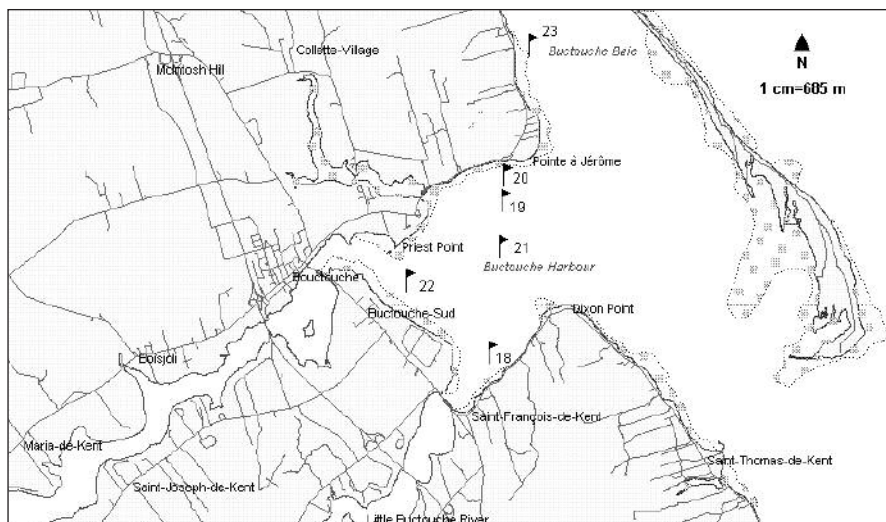 23
Collette-Village
Buctouche Baie
McIntosh Hill
N
1 cm=685 m
Pointe à Jérôme
20
19
Priest Point
21
Buctouche Harbour
Bouctouche
22
Buctouche-Sud
Dixon Point
18
Boisjoli
Saint-François-de-Kent
Maria-de-Kent
Saint-Thomas-de-Kent
Saint-Joseph-de-Kent
Little Buctouche River